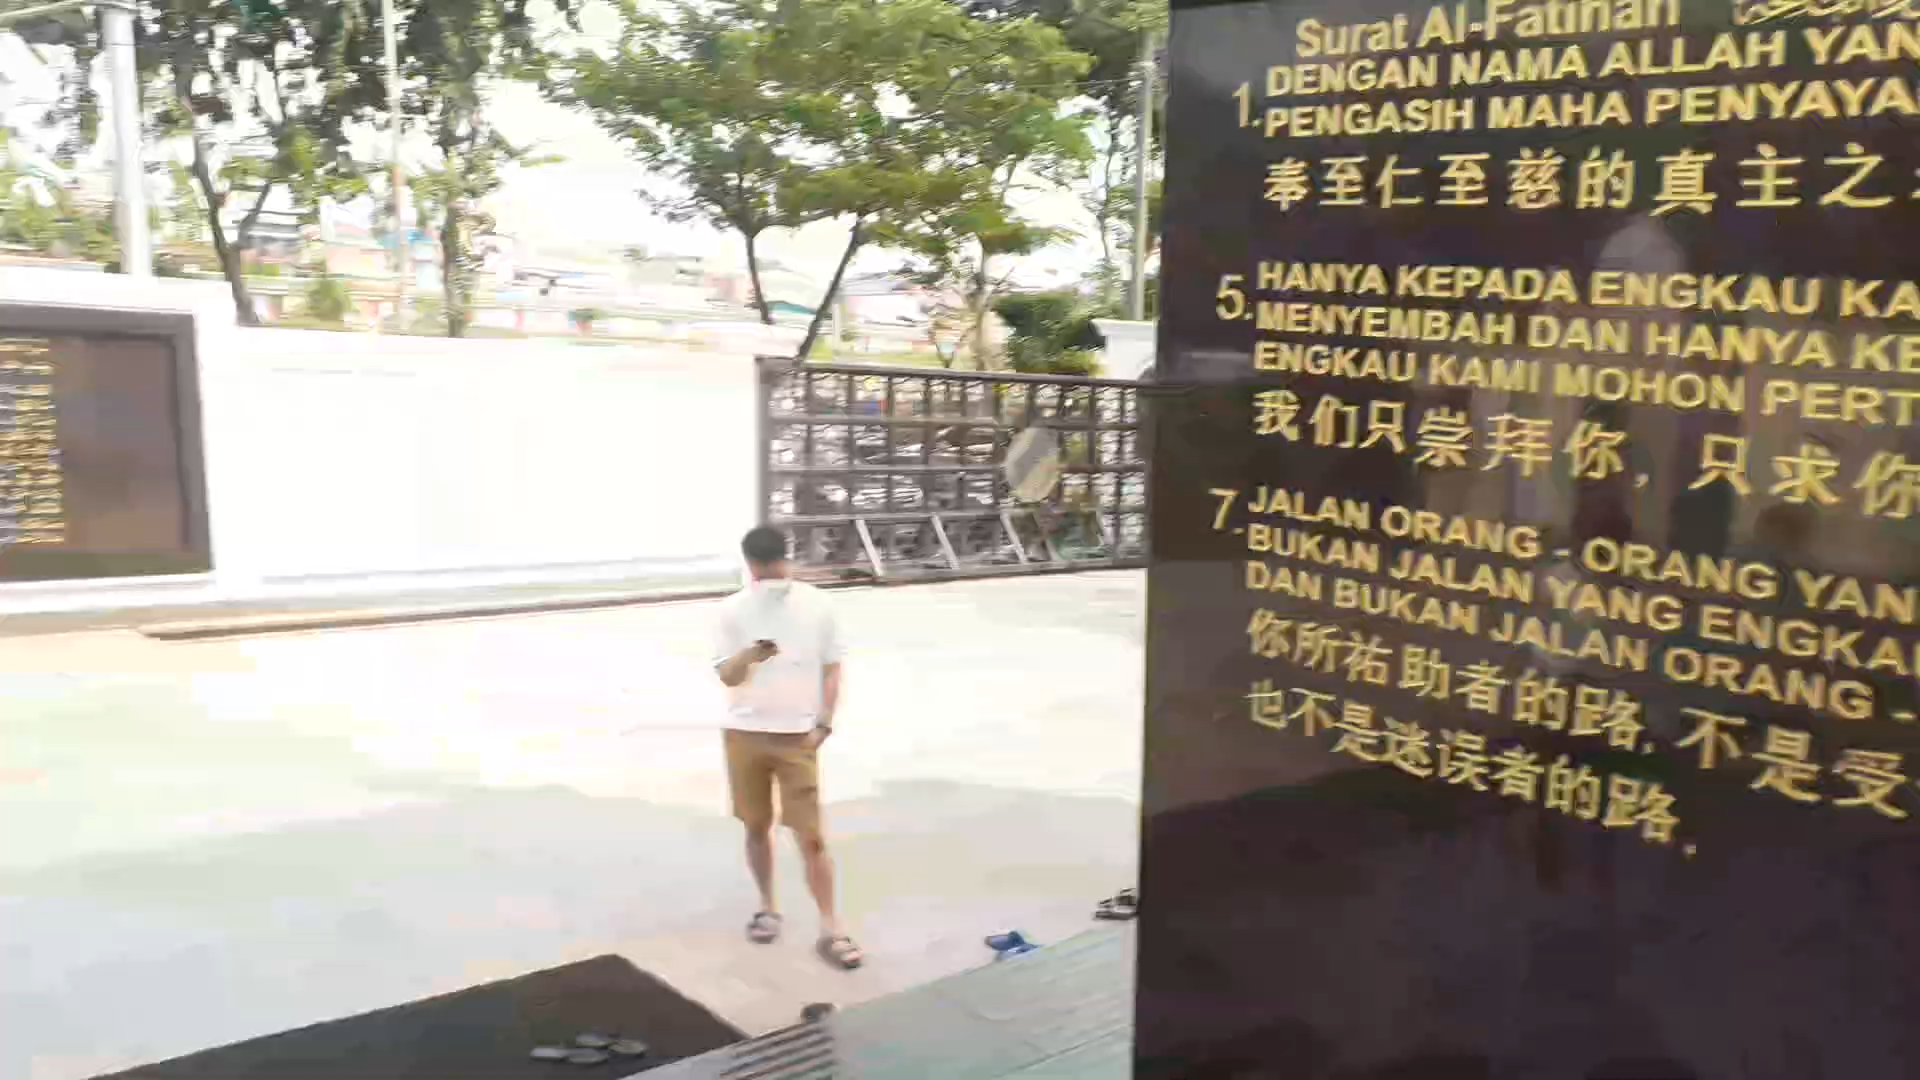 Surat Al-Fatihah
1. DENGAN NAMA ALLAH YAN
PENGASIH MAHA PENYAYA
奉至仁至慈的真主之
5. HANYA KEPADA ENGKAU KA
MENYEMBAH DAN HANYA KE
ENGKAU KAMI MOHON PERT
我们只崇拜你，只求你
7. JALAN ORANG - ORANG YAN
BUKAN JALAN YANG ENGKA
DAN BUKAN JALAN ORANG -
你所祐助者的路，不是受
也不是迷误者的路.